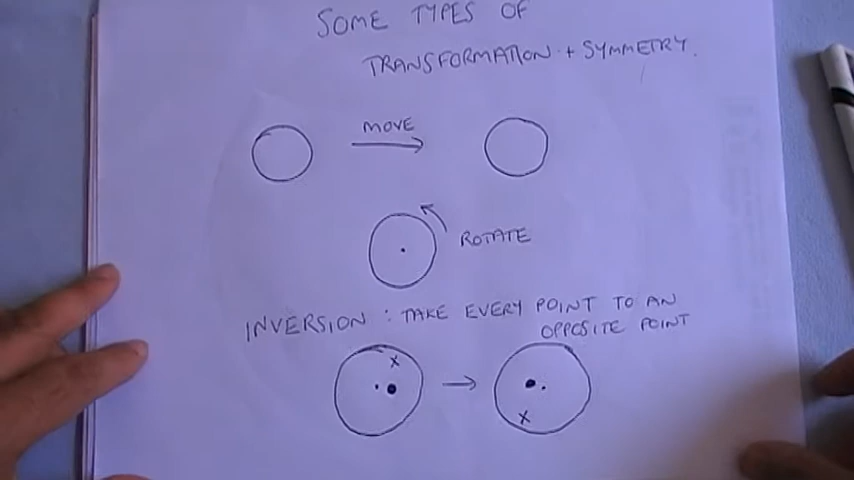 SOME TYPES OF
TRANSFORMATION + SYMMETRY.
MOVE
ROTATE
INVERSION : TAKE EVERY POINT TO AN
OPPOSITE POINT
x
x